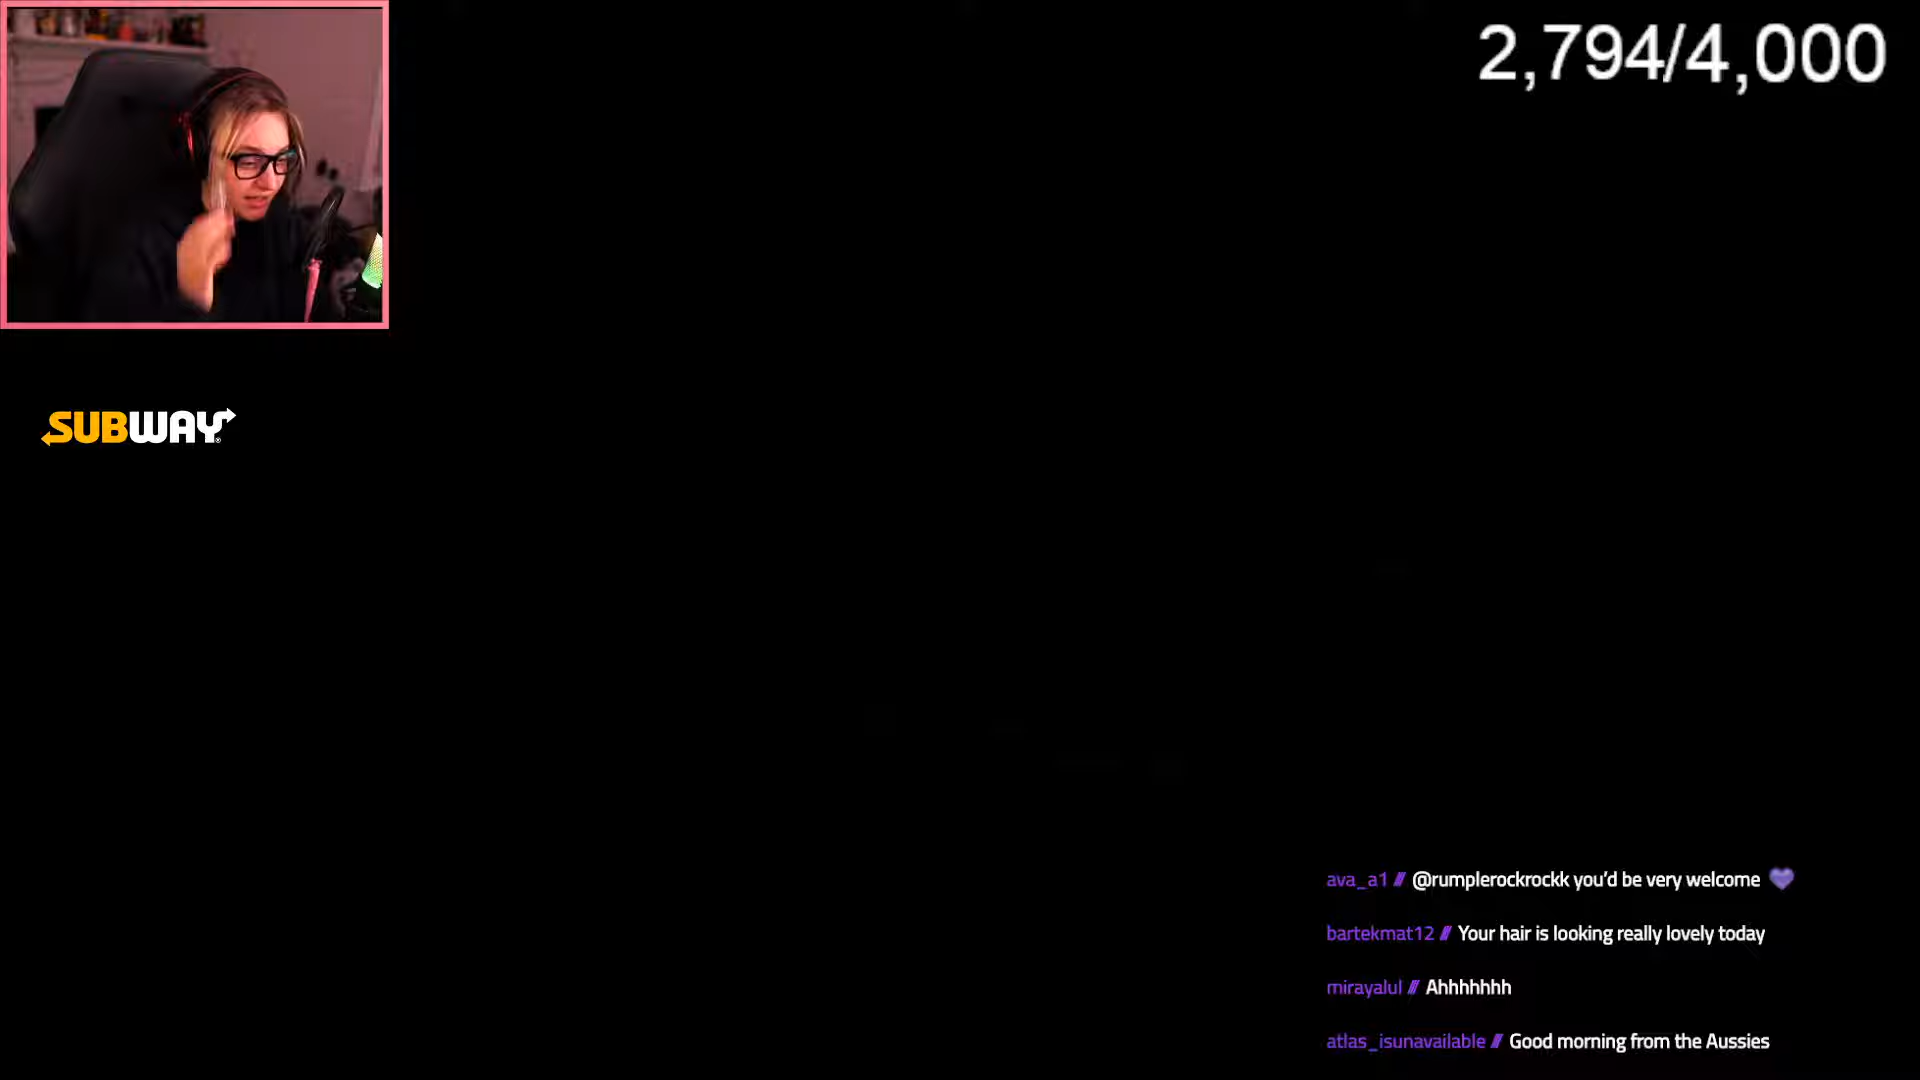 2,794/4,000
SUBWAY
ava_a1 // @rumplerockrockk you'd be very welcome
bartekmat12 // Your hair is looking really lovely today
mirayalul // Ahhhhhhh
atlas_isunavailable // Good morning from the Aussies